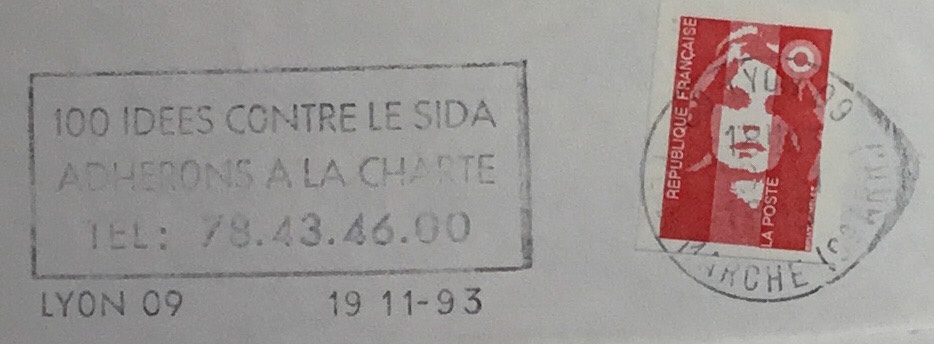 100 IDEES CONTRE LE SIDA
ADHERONS A LA CHARTE
TEL: 78.43.46.00
LYON 09 19 11-93
REPUBLIQUE FRANÇAISE
LA POSTE
LYON 09